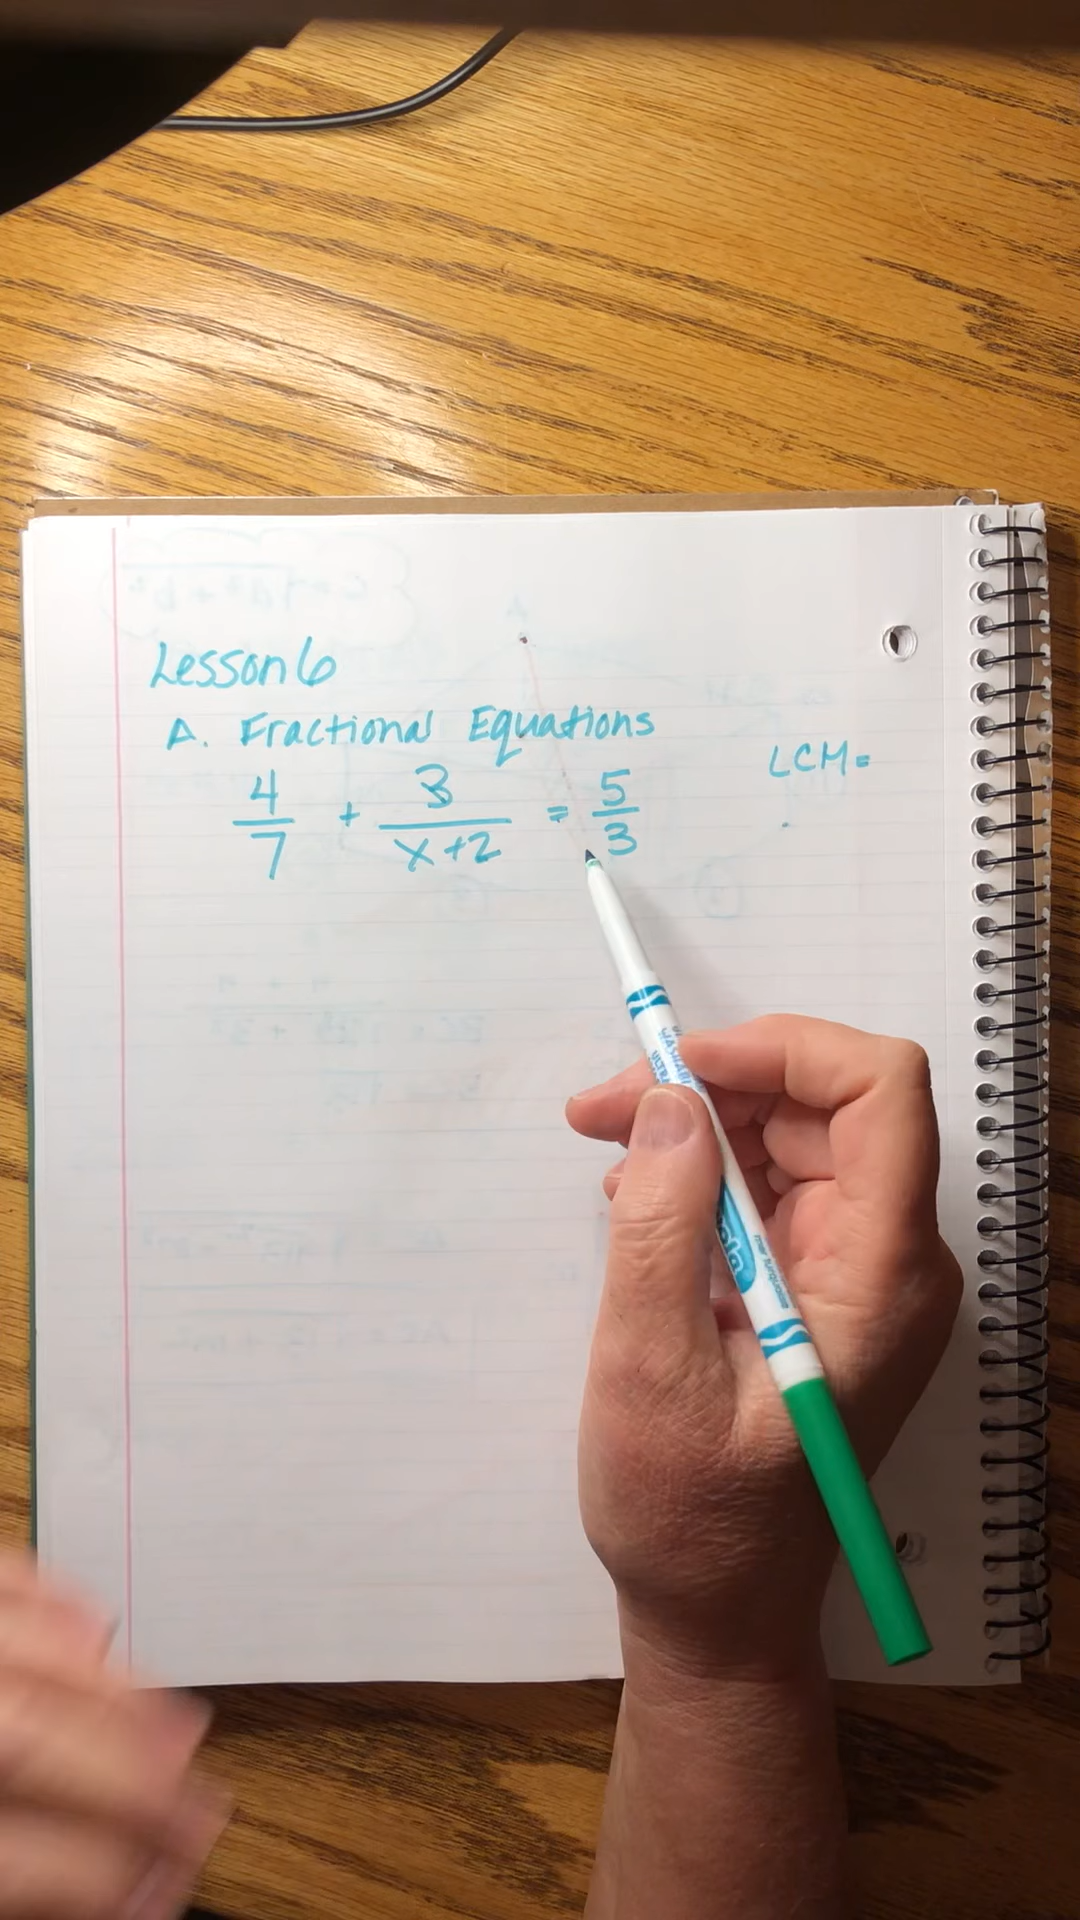 Lesson 6
A. Fractional Equations
4/7 + 3/(x+2) = 5/3
LCM =